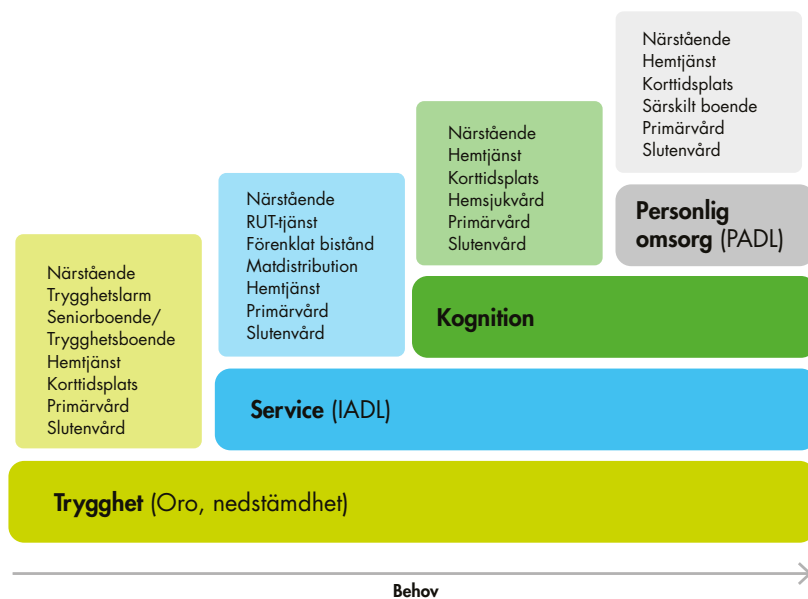 Närstående
Hemtjänst
Korttidsplats
Särskilt boende
Primärvård
Slutenvård
Personlig
omsorg (PADL)
Närstående
Hemtjänst
Korttidsplats
Hemsjukvård
Primärvård
Slutenvård
Kognition
Närstående
RUT-tjänst
Förenklat bistånd
Matdistribution
Hemtjänst
Primärvård
Slutenvård
Service (IADL)
Närstående
Trygghetslarm
Seniorboende/
Trygghetsboende
Hemtjänst
Korttidsplats
Primärvård
Slutenvård
Trygghet (Oro, nedstämdhet)
Behov